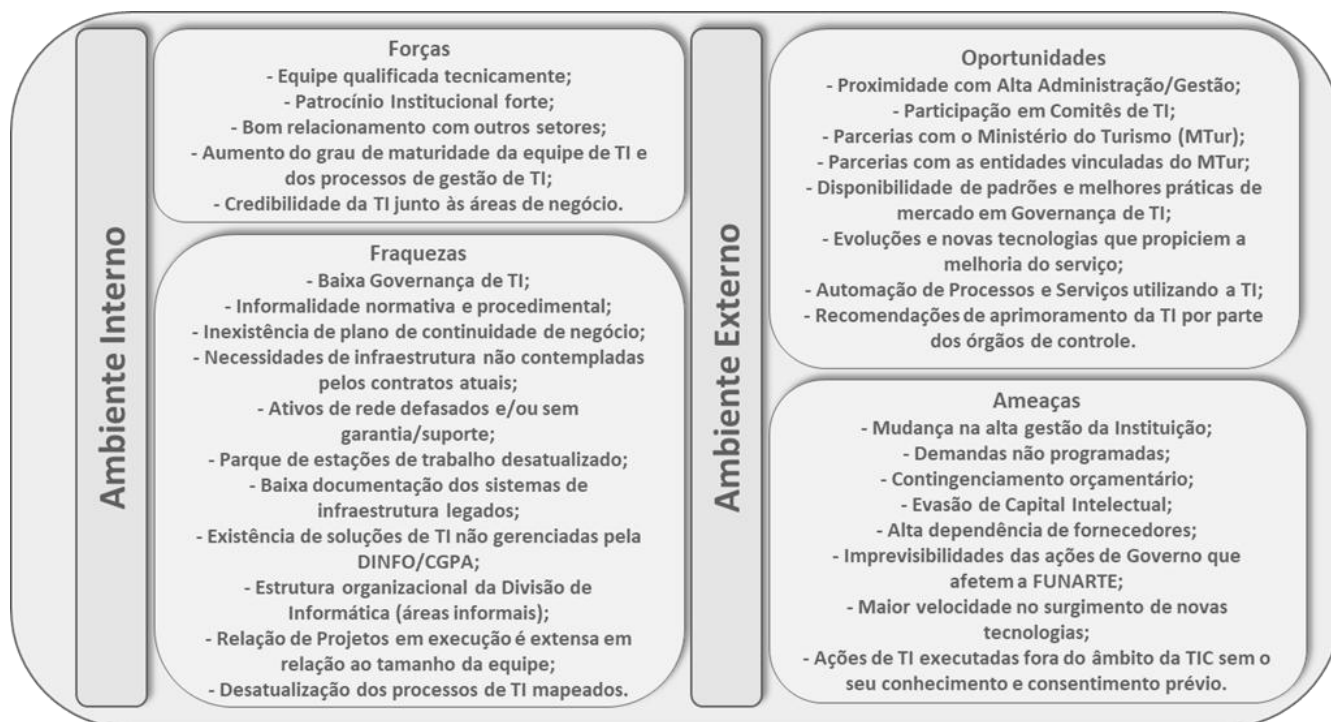 Ambiente Interno
Forças
- Equipe qualificada tecnicamente;
- Patrocínio Institucional forte;
- Bom relacionamento com outros setores;
- Aumento do grau de maturidade da equipe de TI e
dos processos de gestão de TI;
- Credibilidade da TI junto às áreas de negócio.
Fraquezas
- Baixa Governança de TI;
- Informalidade normativa e procedimental;
- Inexistência de plano de continuidade de negócio;
- Necessidades de infraestrutura não contempladas
pelos contratos atuais;
- Ativos de rede defasados e/ou sem
garantia/suporte;
- Parque de estações de trabalho desatualizado;
- Baixa documentação dos sistemas de
infraestrutura legados;
- Existência de soluções de TI não gerenciadas pela
DINFO/CGPA;
- Estrutura organizacional da Divisão de
Informática (áreas informais);
- Relação de Projetos em execução é extensa em
relação ao tamanho da equipe;
- Desatualização dos processos de TI mapeados.
Ambiente Externo
Oportunidades
- Proximidade com Alta Administração/Gestão;
- Participação em Comitês de TI;
- Parcerias com o Ministério do Turismo (MTur);
- Parcerias com as entidades vinculadas do MTur;
- Disponibilidade de padrões e melhores práticas de
mercado em Governança de TI;
- Evoluções e novas tecnologias que propiciem a
melhoria do serviço;
- Automação de Processos e Serviços utilizando a TI;
- Recomendações de aprimoramento da TI por parte
dos órgãos de controle.
Ameaças
- Mudança na alta gestão da Instituição;
- Demandas não programadas;
- Contingenciamento orçamentário;
- Evasão de Capital Intelectual;
- Alta dependência de fornecedores;
- Imprevisibilidades das ações de Governo que
afetem a FUNARTE;
- Maior velocidade no surgimento de novas
tecnologias;
- Ações de TI executadas fora do âmbito da TIC sem o
seu conhecimento e consentimento prévio.